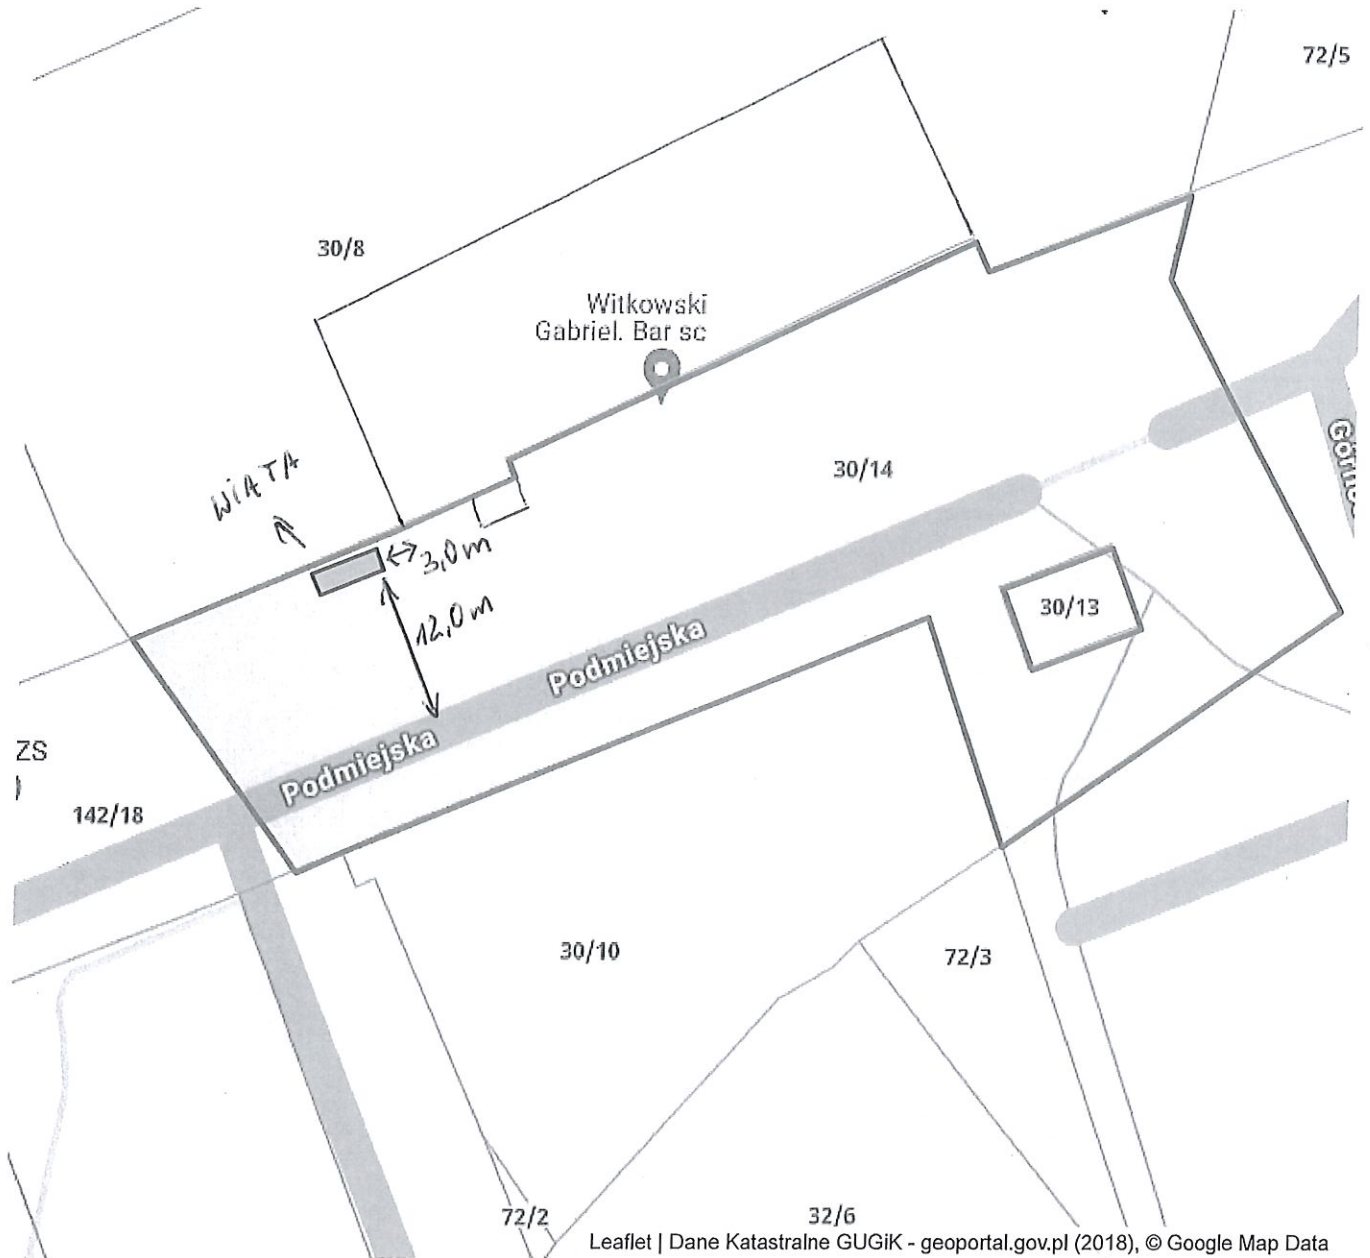 72/5
30/8
Witkowski
Gabriel. Bar sc
30/14
WIATA
3,0m
12,0m
30/13
Podmiejska
Podmiejska
ZS
142/18
30/10
72/3
72/2
32/6
Leaflet | Dane Katastralne GUGiK - geoportal.gov.pl (2018), © Google Map Data